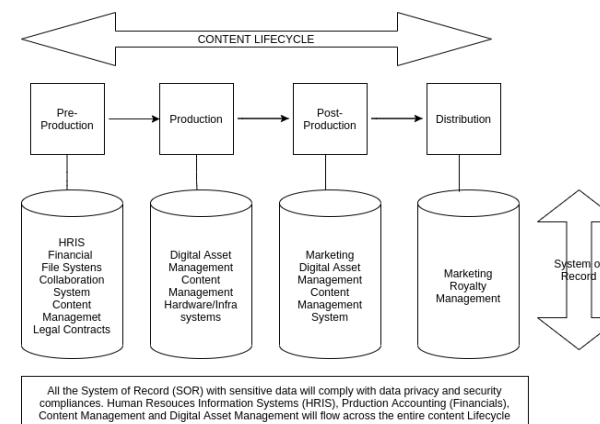 CONTENT LIFECYCLE
Pre-
Production
Production
Post-
Production
Distribution
HRIS
Financial
File Systens
Collaboration
System
Content
Managemet
Legal Contracts
Digital Asset
Management
Content
Management
Hardware/Infra
systems
Marketing
Digital Asset
Management
Content
Management
System
Marketing
Royalty
Management
System o
Record
All the System of Record (SOR) with sensitive data will comply with data privacy and security
compliances. Human Resouces Information Systems (HRIS), Prduction Accounting (Financials),
Content Management and Digital Asset Management will flow across the entire content Lifecycle